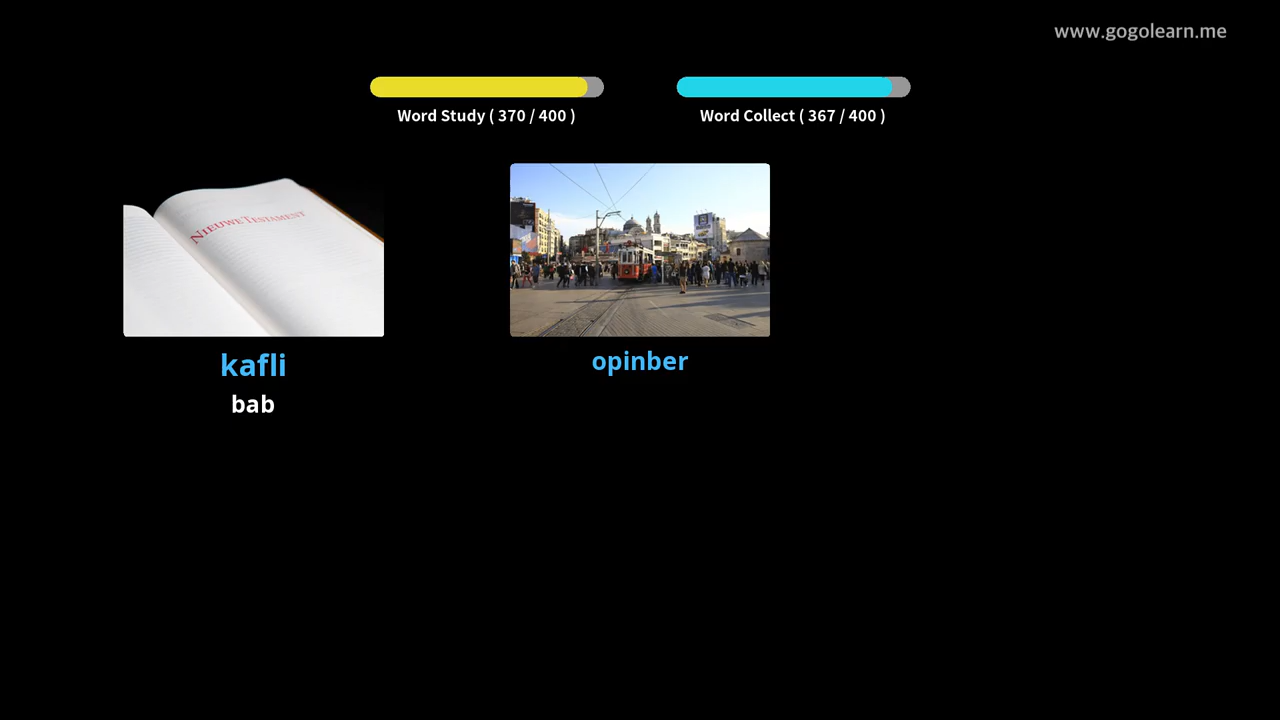 www.gogolearn.me
Word Study ( 370 / 400 )
Word Collect ( 367 / 400 )
NIEUWE TESTAMENT
kafli
opinber
bab